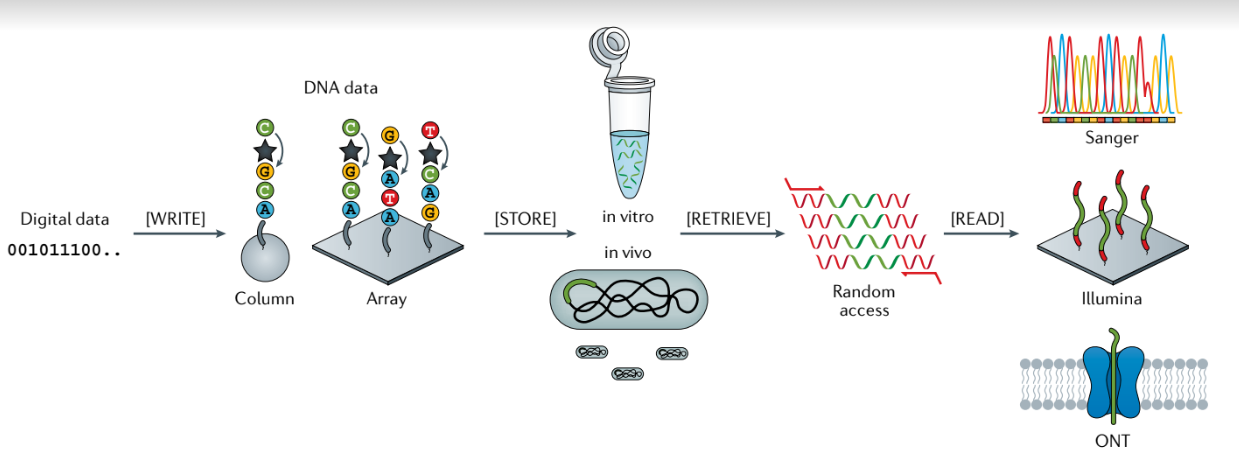 DNA data
Digital data
001011100..
[WRITE]
C
G
C
A
Column
C
G
C
A
G
A
T
A
T
C
A
G
Array
[STORE]
in vitro
in vivo
[RETRIEVE]
Random
access
[READ]
Sanger
Illumina
ONT